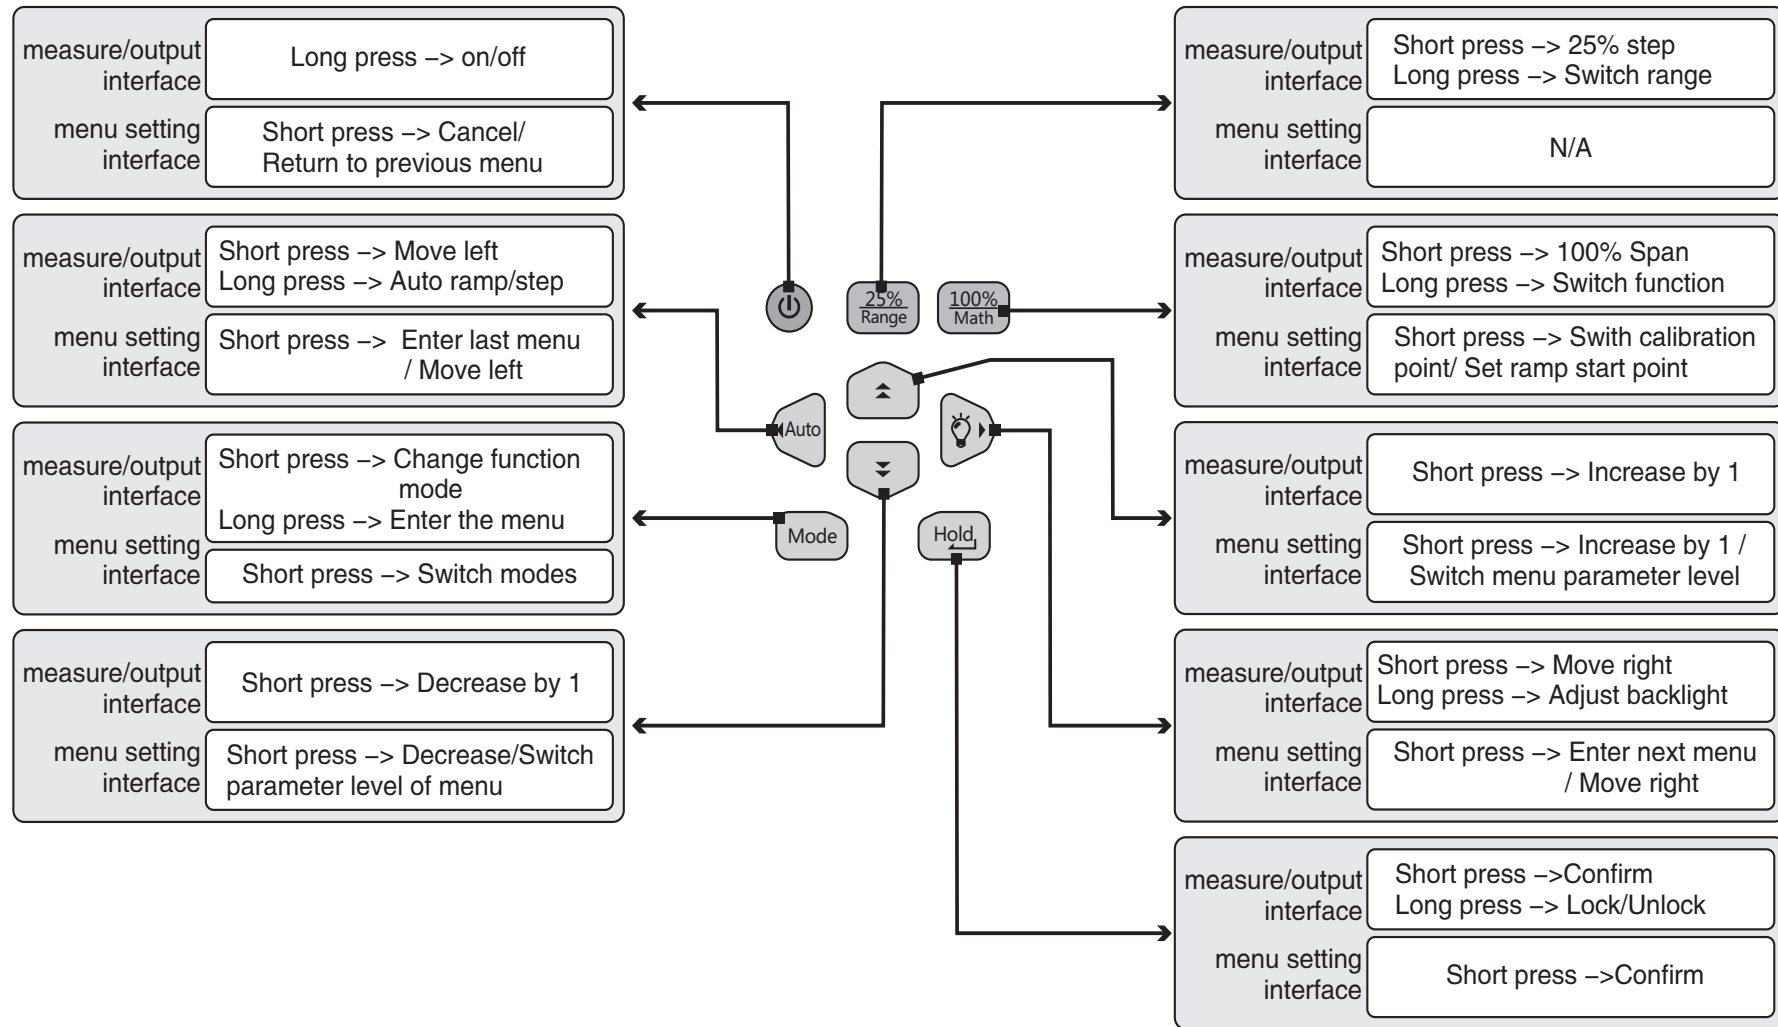 measure/output
interface
Long press –> on/off
menu setting
interface
Short press –> Cancel/
Return to previous menu
measure/output
interface
Short press –> Move left
Long press –> Auto ramp/step
menu setting
interface
Short press –> Enter last menu
/ Move left
measure/output
interface
Short press –> Change function
mode
Long press –> Enter the menu
menu setting
interface
Short press –> Switch modes
measure/output
interface
Short press –> Decrease by 1
menu setting
interface
Short press –> Decrease/Switch
parameter level of menu
25%
Range
100%
Math
Auto
Mode
Hold
measure/output
interface
Short press –> 25% step
Long press –> Switch range
menu setting
interface
N/A
measure/output
interface
Short press –> 100% Span
Long press –> Switch function
menu setting
interface
Short press –> Swith calibration
point/ Set ramp start point
measure/output
interface
Short press –> Increase by 1
menu setting
interface
Short press –> Increase by 1 /
Switch menu parameter level
measure/output
interface
Short press –> Move right
Long press –> Adjust backlight
menu setting
interface
Short press –> Enter next menu
/ Move right
measure/output
interface
Short press –>Confirm
Long press –> Lock/Unlock
menu setting
interface
Short press –>Confirm